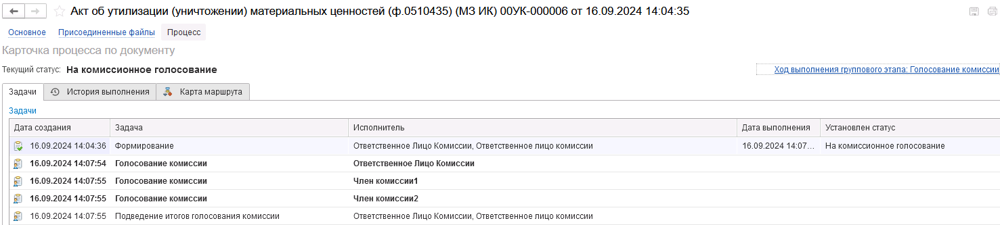 Акт об утилизации (уничтожении) материальных ценностей (ф.0510435) (МЗ ИК) 00УК-000006 от 16.09.2024 14:04:35
Основное Присоединенные файлы Процесс
Карточка процесса по документу
Текущий статус: На комиссионное голосование Ход выполнения группового этапа: Голосование комиссии
Задачи История выполнения Карта маршрута
Задачи
Дата создания Задача Исполнитель Дата выполнения Установлен статус
16.09.2024 14:04:36 Формирование Ответственное Лицо Комиссии, Ответственное лицо комиссии 16.09.2024 14:07... На комиссионное голосование
16.09.2024 14:07:54 Голосование комиссии Ответственное Лицо Комиссии
16.09.2024 14:07:55 Голосование комиссии Член комиссии1
16.09.2024 14:07:55 Голосование комиссии Член комиссии2
16.09.2024 14:07:55 Подведение итогов голосования комиссии Ответственное Лицо Комиссии, Ответственное лицо комиссии